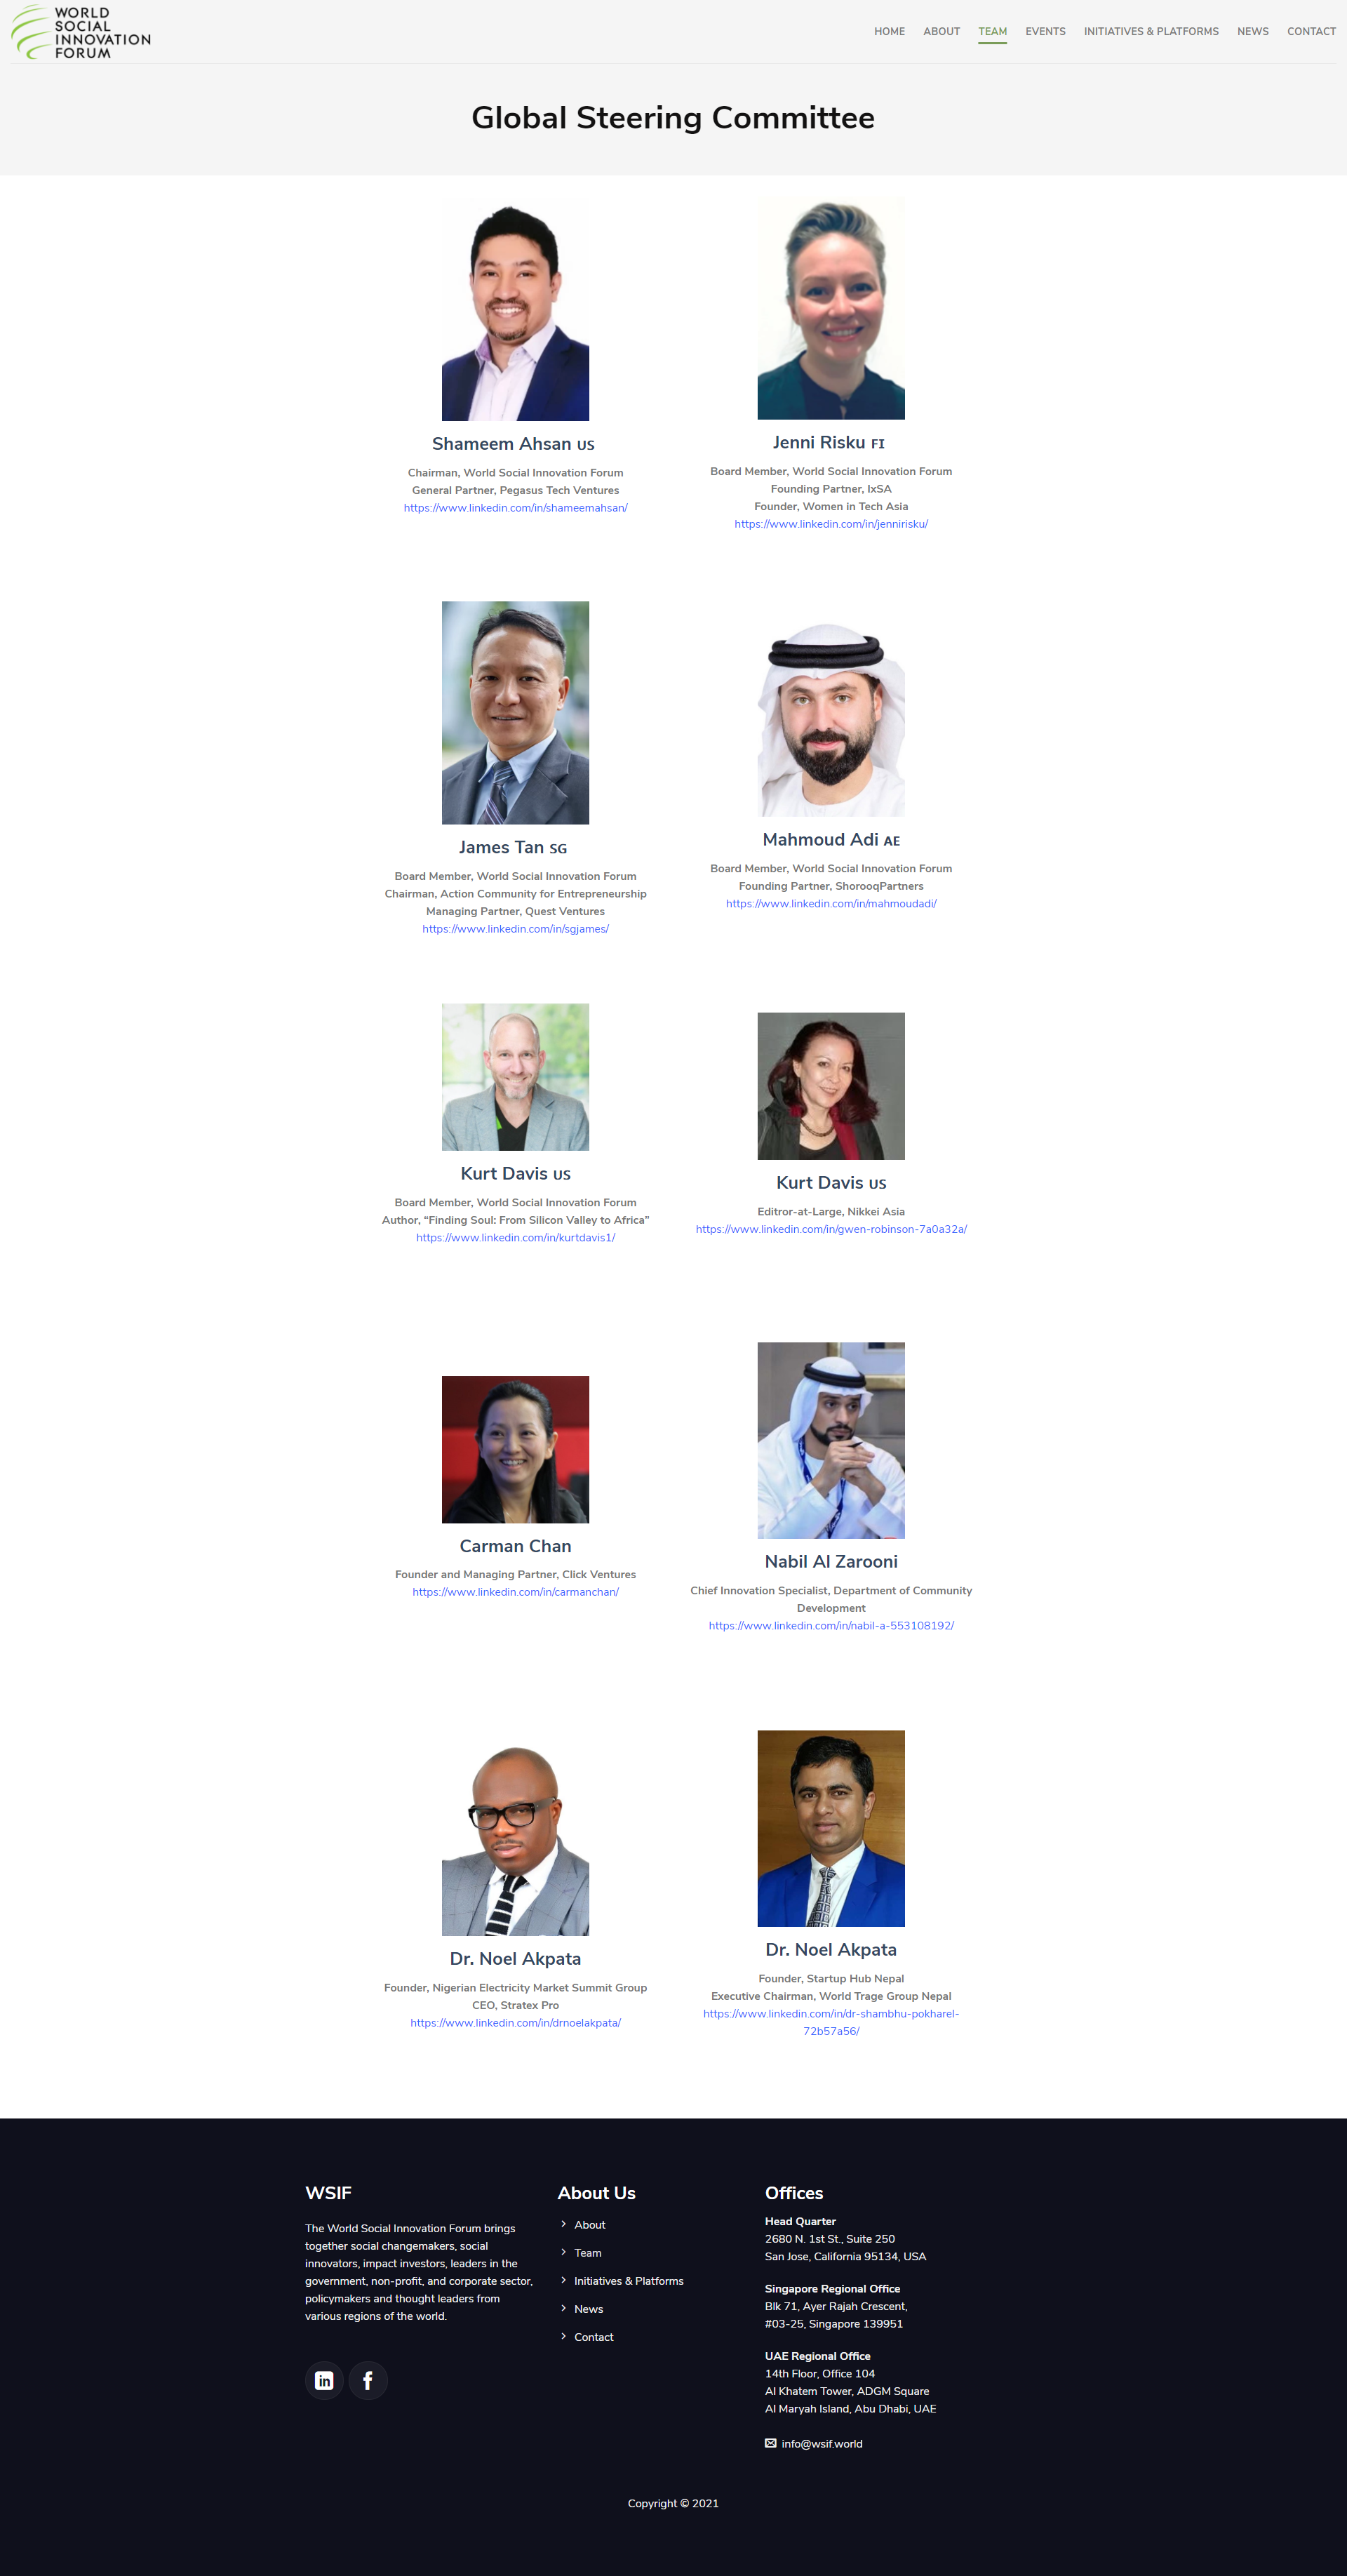 WORLD
SOCIAL
INNOVATION
FORUM
HOME ABOUT TEAM EVENTS INITIATIVES & PLATFORMS NEWS CONTACT
Global Steering Committee
Shameem Ahsan US
Chairman, World Social Innovation Forum
General Partner, Pegasus Tech Ventures
https://www.linkedin.com/in/shameemahsan/
Jenni Risku FI
Board Member, World Social Innovation Forum
Founding Partner, IxSA
Founder, Women in Tech Asia
https://www.linkedin.com/in/jennirisku/
James Tan SG
Board Member, World Social Innovation Forum
Chairman, Action Community for Entrepreneurship
Managing Partner, Quest Ventures
https://www.linkedin.com/in/sgjames/
Mahmoud Adi AE
Board Member, World Social Innovation Forum
Founding Partner, ShorooqPartners
https://www.linkedin.com/in/mahmoudadi/
Kurt Davis US
Board Member, World Social Innovation Forum
Author, “Finding Soul: From Silicon Valley to Africa”
https://www.linkedin.com/in/kurtdavis1/
Kurt Davis US
Editror-at-Large, Nikkei Asia
https://www.linkedin.com/in/gwen-robinson-7a0a32a/
Carman Chan
Founder and Managing Partner, Click Ventures
https://www.linkedin.com/in/carmanchan/
Nabil Al Zarooni
Chief Innovation Specialist, Department of Community
Development
https://www.linkedin.com/in/nabil-a-553108192/
Dr. Noel Akpata
Founder, Nigerian Electricity Market Summit Group
CEO, Stratex Pro
https://www.linkedin.com/in/drnoelakpata/
Dr. Noel Akpata
Founder, Startup Hub Nepal
Executive Chairman, World Trage Group Nepal
https://www.linkedin.com/in/dr-shambhu-pokharel-
72b57a56/
WSIF
The World Social Innovation Forum brings
together social changemakers, social
innovators, impact investors, leaders in the
government, non-profit, and corporate sector,
policymakers and thought leaders from
various regions of the world.
About Us
About
Team
Initiatives & Platforms
News
Contact
Offices
Head Quarter
2680 N. 1st St., Suite 250
San Jose, California 95134, USA
Singapore Regional Office
Blk 71, Ayer Rajah Crescent,
#03-25, Singapore 139951
UAE Regional Office
14th Floor, Office 104
Al Khatem Tower, ADGM Square
Al Maryah Island, Abu Dhabi, UAE
info@wsif.world
Copyright © 2021